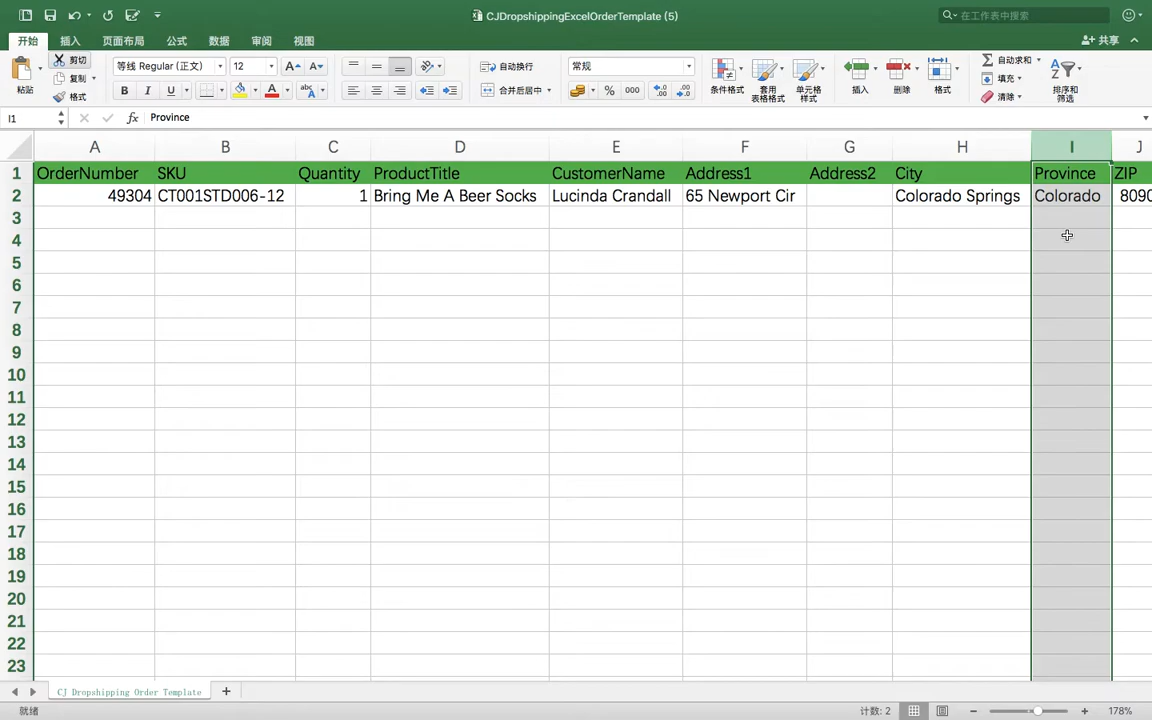 CJDropshippingExcelOrderTemplate (5)
在工作表中搜索
开始 插入 页面布局 公式 数据 审阅 视图
共享
粘贴
剪切
复制
格式
等线 Regular (正文)
12
自动换行
合并后居中
常规
条件格式
套用
表格格式
单元格
样式
插入
删除
格式
自动求和
填充
清除
排序和
筛选
I1
fx Province
A B C D E F G H I J
1 OrderNumber SKU Quantity ProductTitle CustomerName Address1 Address2 City Province ZIP
2 49304 CT001STD006-12 1 Bring Me A Beer Socks Lucinda Crandall 65 Newport Cir Colorado Springs Colorado 8090
3
4
5
6
7
8
9
10
11
12
13
14
15
16
17
18
19
20
21
22
23
CJ Dropshipping Order Template
就绪
计数: 2
178%